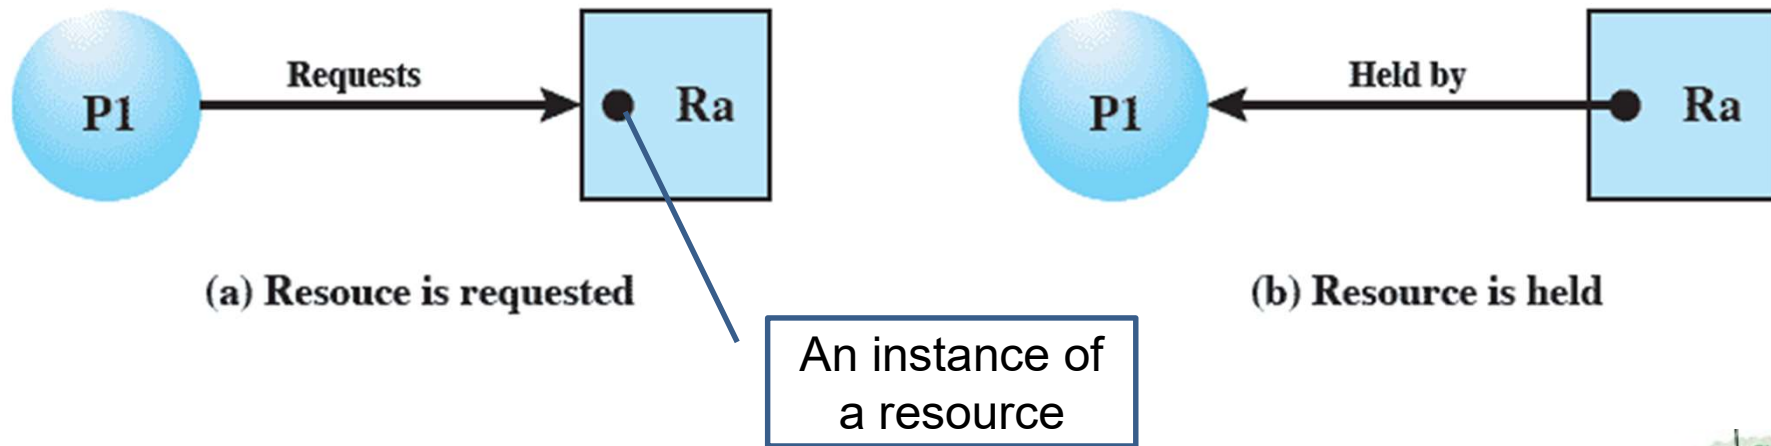 Requests
P1
Ra
(a) Resouce is requested
Held by
P1
Ra
(b) Resource is held
An instance of
a resource